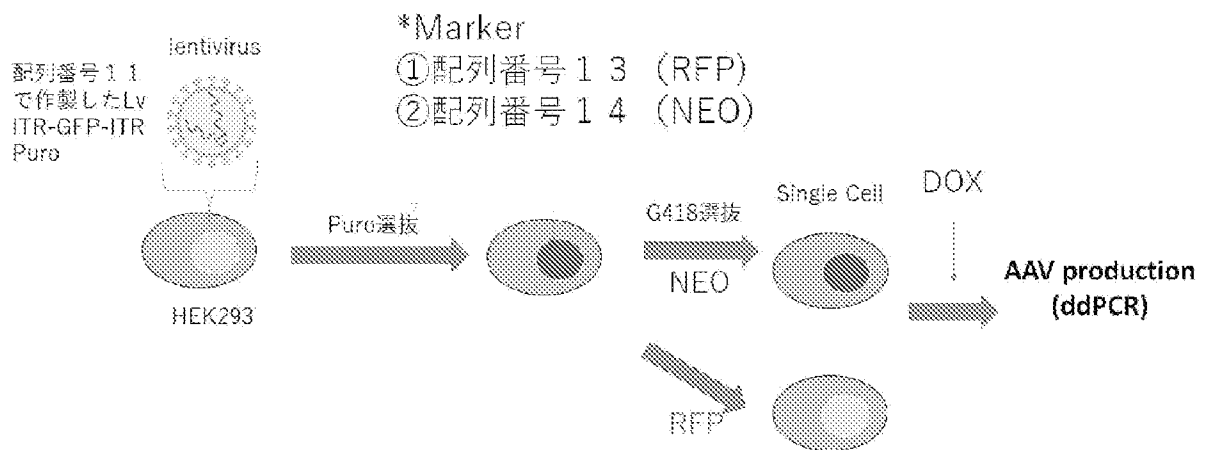 lentivirus
配列番号１１
で作製したLv
ITR-GFP-ITR
Puro
*Marker
①配列番号１３ (RFP)
②配列番号１４ (NEO)
HEK293
Puro選抜
G418選抜
NEO
RFP
Single Cell
DOX
AAV production
(ddPCR)